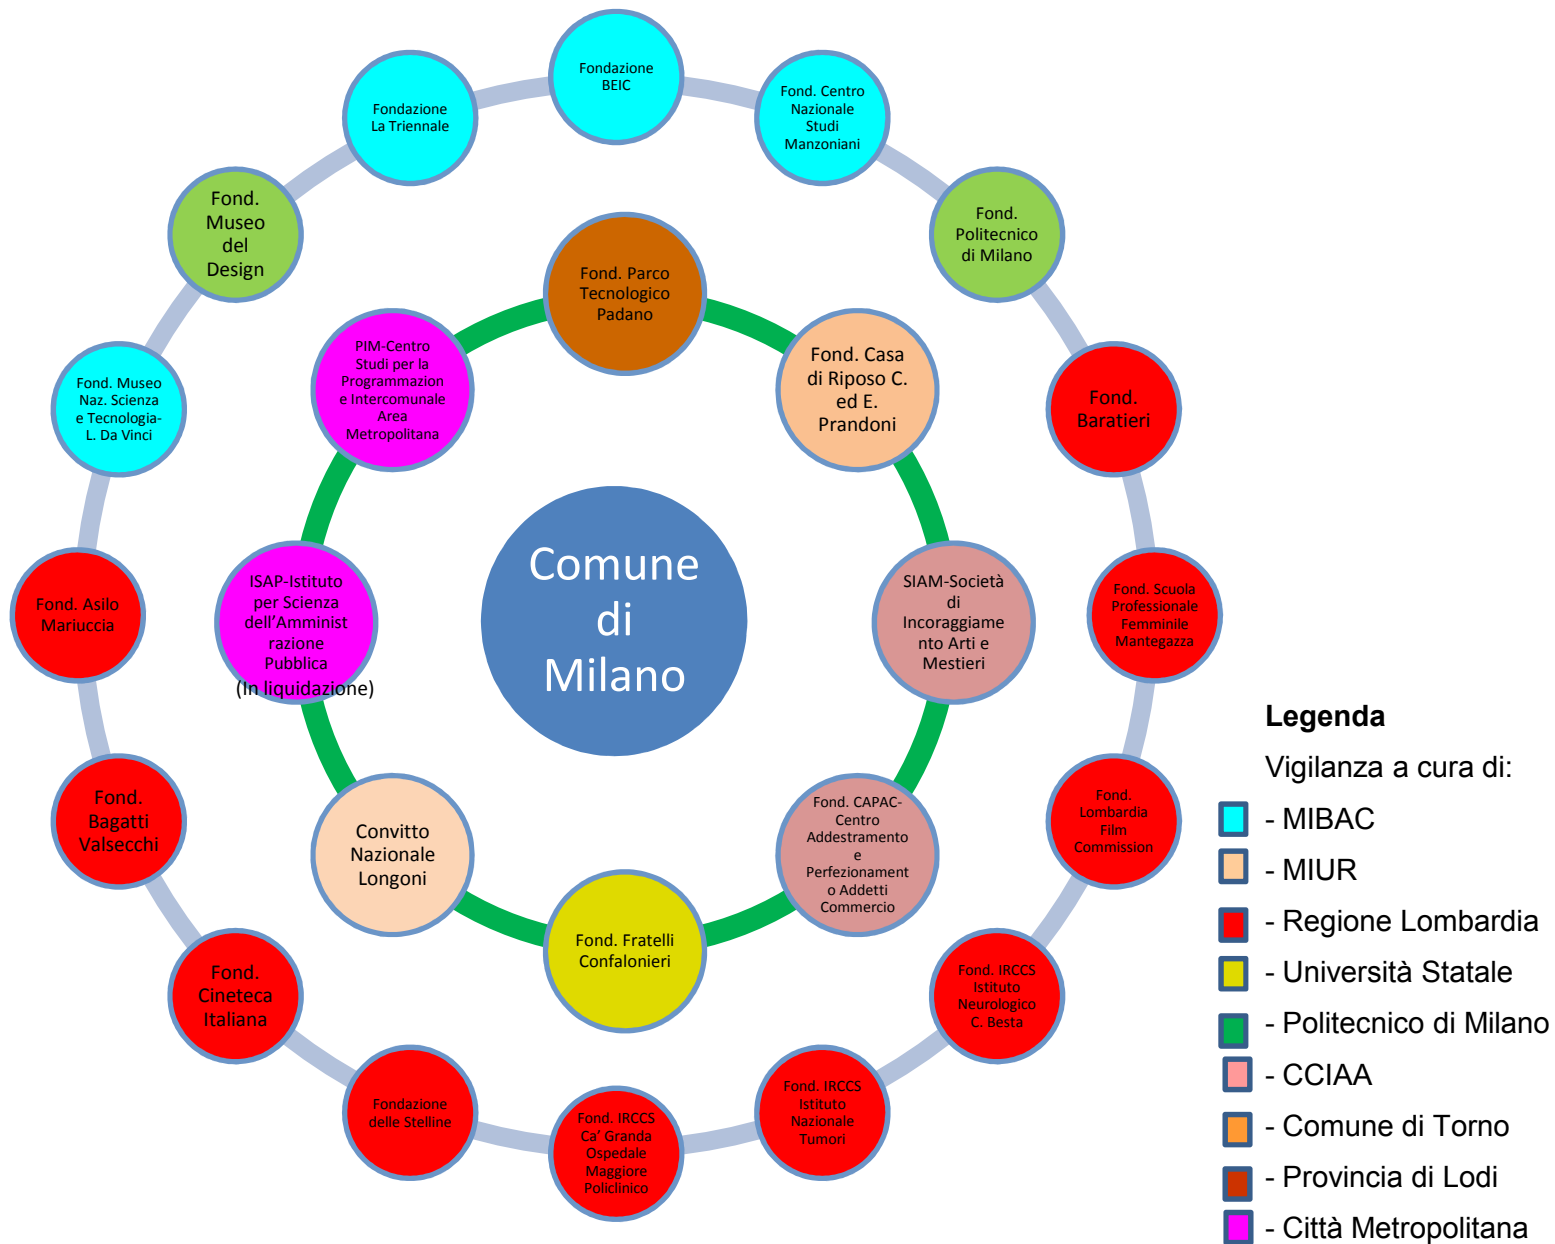 Fondazione
BEIC
Fond. Centro
Nazionale
Studi
Manzoniani
Fond.
Politecnico
di Milano
Fond.
Baratieri
Fond. Scuola
Professionale
Femminile
Mantegazza
Fond.
Lombardia
Film
Commission
Fond. IRCCS
Istituto
Neurologico
C. Besta
Fond. IRCCS
Istituto
Nazionale
Tumori
Fond. IRCCS
Ca' Granda
Ospedale
Maggiore
Policlinico
Fondazione
delle Stelline
Fond.
Cineteca
Italiana
Fond.
Bagatti
Valsecchi
Fond. Asilo
Mariuccia
Fond. Museo
Naz. Scienza
e Tecnologia-
L. Da Vinci
Fond.
Museo
del
Design
Fondazione
La Triennale
Fond. Parco
Tecnologico
Padano
Fond. Casa
di Riposo C.
ed E.
Prandoni
SIAM-Società
di
Incoraggiame
nto Arti e
Mestieri
Fond. CAPAC-
Centro
Addestramento
e
Perfezionament
o Addetti
Commercio
Fond. Fratelli
Confalonieri
Convitto
Nazionale
Longoni
ISAP-Istituto
per Scienza
dell'Amminist
razione
Pubblica
(In liquidazione)
PIM-Centro
Studi per la
Programmazion
e Intercomunale
Area
Metropolitana
Comune
di
Milano
Legenda
Vigilanza a cura di:
- MIBAC
- MIUR
- Regione Lombardia
- Università Statale
- Politecnico di Milano
- CCIAA
- Comune di Torno
- Provincia di Lodi
- Città Metropolitana